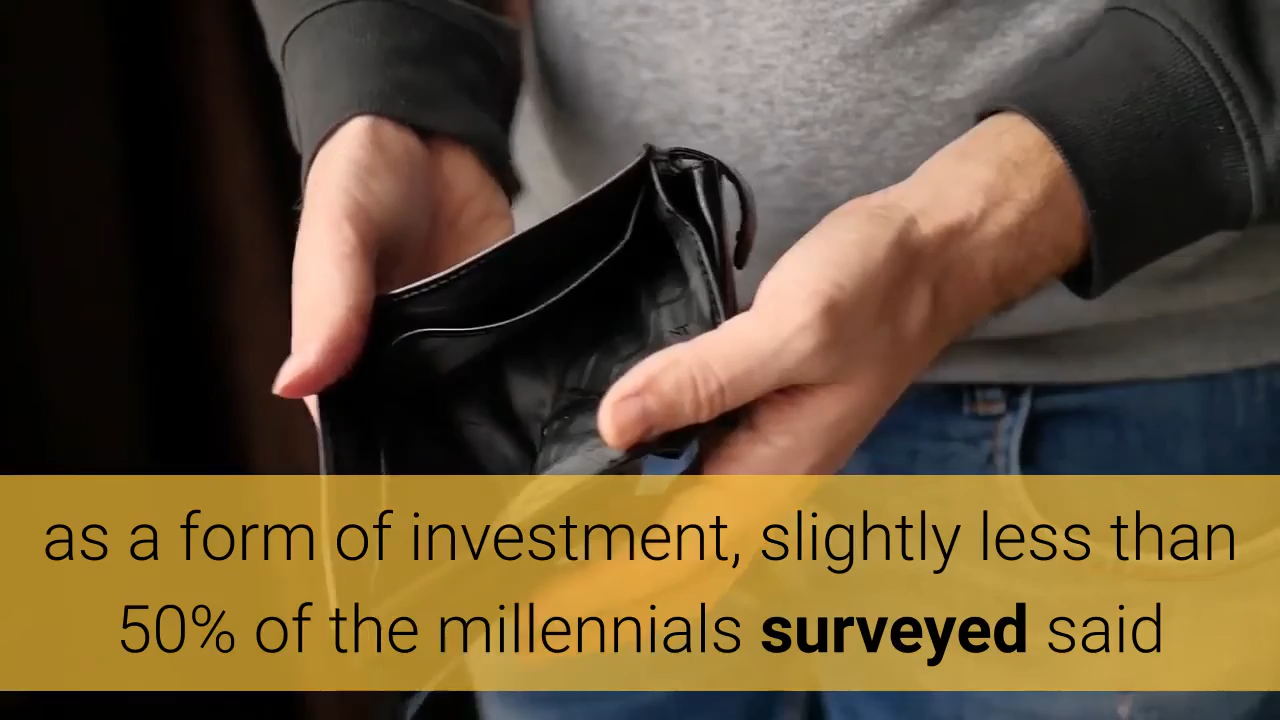 as a form of investment, slightly less than
50% of the millennials surveyed said